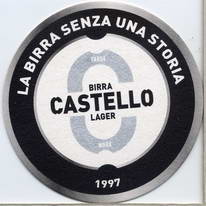 LA BIRRA SENZA UNA STORIA
BIRRA
CASTELLO
LAGER
1997